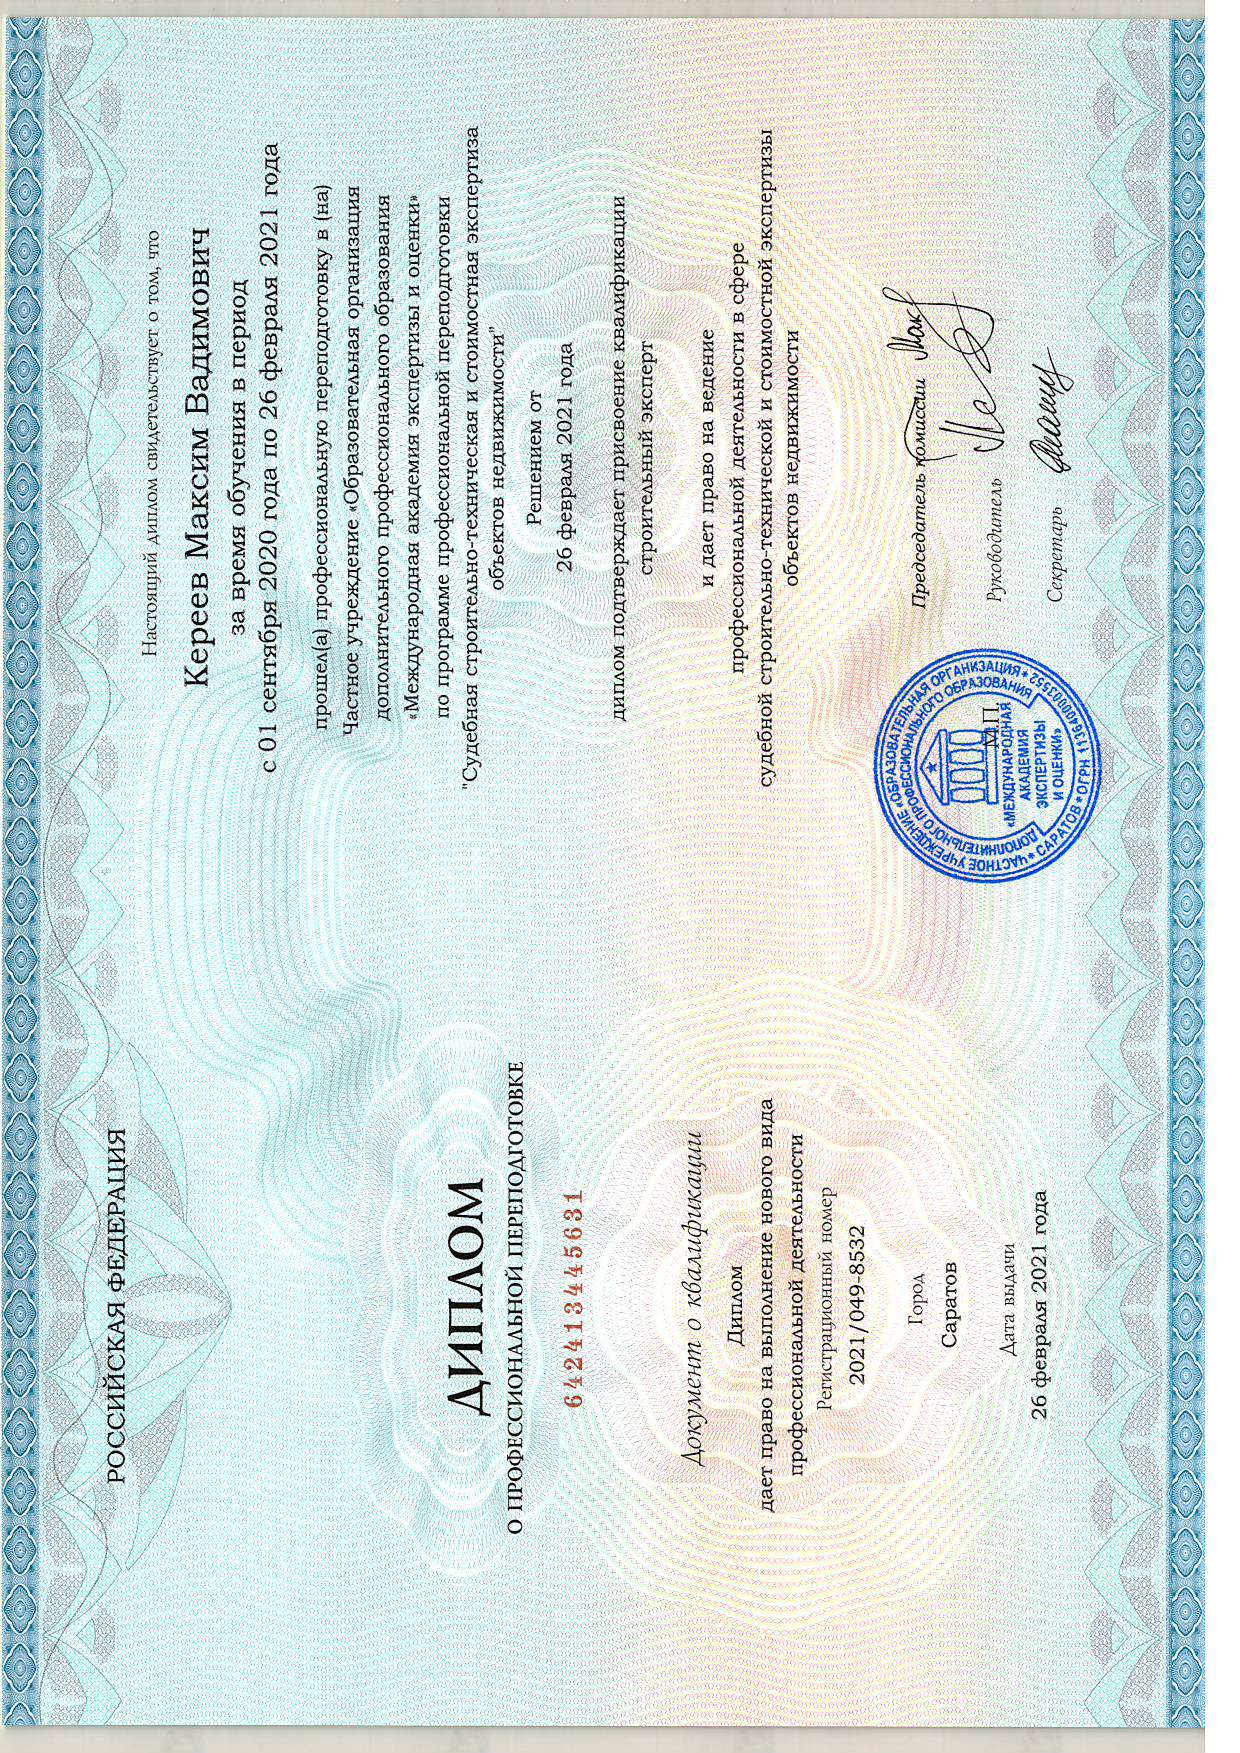 РОССИЙСКАЯ ФЕДЕРАЦИЯ
ДИПЛОМ
О ПРОФЕССИОНАЛЬНОЙ ПЕРЕПОДГОТОВКЕ
642413445631
Документ о квалификации
Диплом
дает право на выполнение нового вида
профессиональной деятельности
Регистрационный номер
2021/049-8532
Город
Саратов
Дата выдачи
26 февраля 2021 года
Настоящий диплом свидетельствует о том, что
Кереев Максим Вадимович
за время обучения в период
с 01 сентября 2020 года по 26 февраля 2021 года
прошел(а) профессиональную переподготовку в (на)
Частное учреждение «Образовательная организация
дополнительного профессионального образования
«Международная академия экспертизы и оценки»
по программе профессиональной переподготовки
"Судебная строительно-техническая и стоимостная экспертиза
объектов недвижимости"
Решением от
26 февраля 2021 года
диплом подтверждает присвоение квалификации
строительный эксперт
и дает право на ведение
профессиональной деятельности в сфере
судебной строительно-технической и стоимостной экспертизы
объектов недвижимости
Председатель комиссии
Руководитель
Секретарь
М.П.
ЧАСТНОЕ УЧРЕЖДЕНИЕ «ОБРАЗОВАТЕЛЬНАЯ ОРГАНИЗАЦИЯ
ДОПОЛНИТЕЛЬНОГО ПРОФЕССИОНАЛЬНОГО ОБРАЗОВАНИЯ
«МЕЖДУНАРОДНАЯ
АКАДЕМИЯ
ЭКСПЕРТИЗЫ
И ОЦЕНКИ»
* САРАТОВ * ОГРН 1136400003552 *